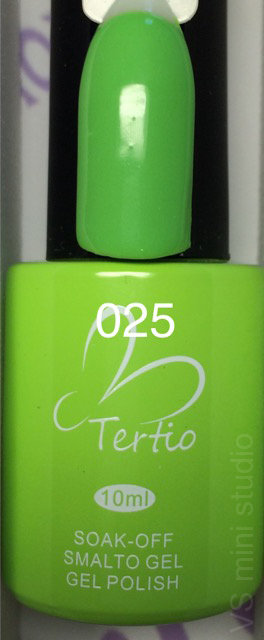 025
Tertio
10ml
SOAK-OFF
SMALTO GEL
GEL POLISH
VS mini studio